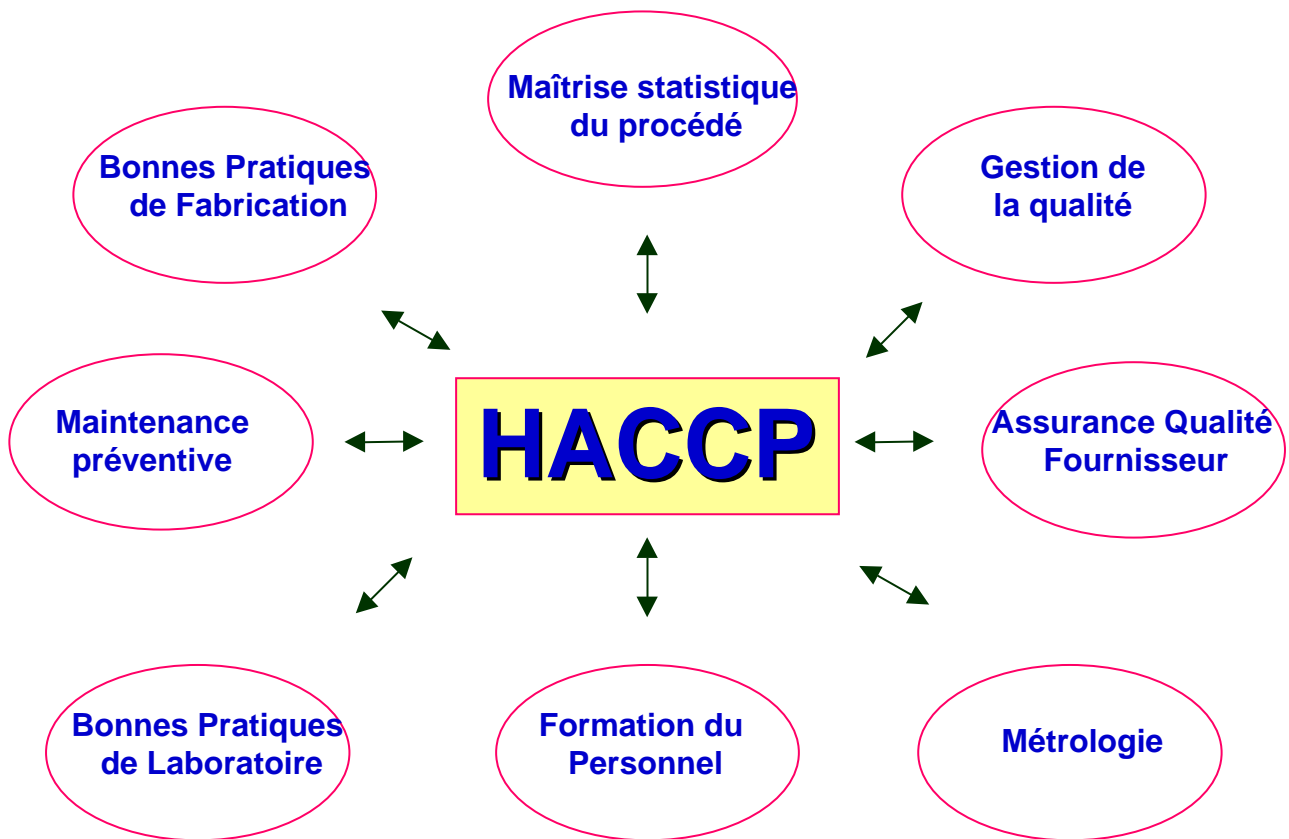 Maîtrise statistique
du procédé
Bonnes Pratiques
de Fabrication
Gestion de
la qualité
Maintenance
préventive
HACCP
Assurance Qualité
Fournisseur
Bonnes Pratiques
de Laboratoire
Formation du
Personnel
Métrologie